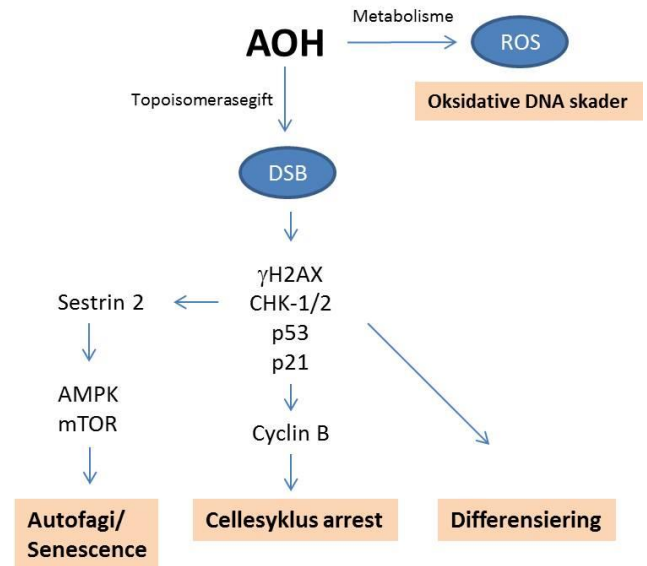 Metabolisme
AOH
ROS
Oksidative DNA skader
Topoisomerasegift
DSB
γH2AX
CHK-1/2
p53
p21
Sestrin 2
AMPK
mTOR
Cyclin B
Autofagi/
Senescence
Cellesyklus arrest
Differensiering